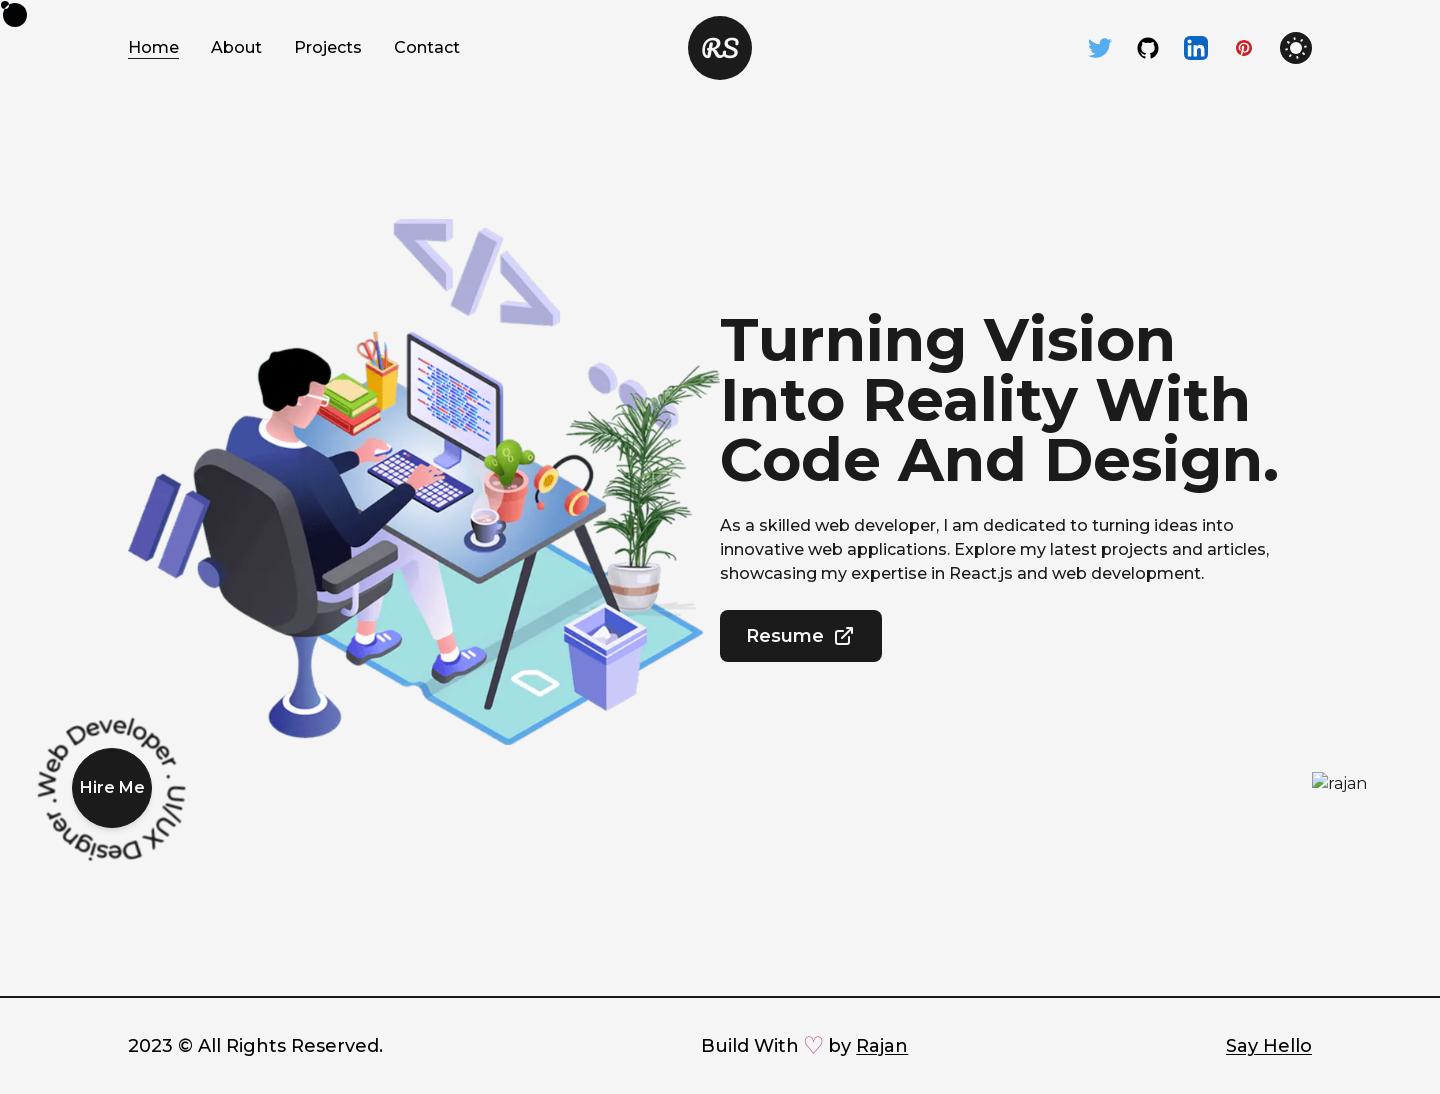 Home About Projects Contact
RS
Turning Vision
Into Reality With
Code And Design.
As a skilled web developer, I am dedicated to turning ideas into
innovative web applications. Explore my latest projects and articles,
showcasing my expertise in React.js and web development.
Resume
Web Developer . UI/UX Designer .
Hire Me
rajan
2023 © All Rights Reserved.
Build With ♡ by Rajan
Say Hello